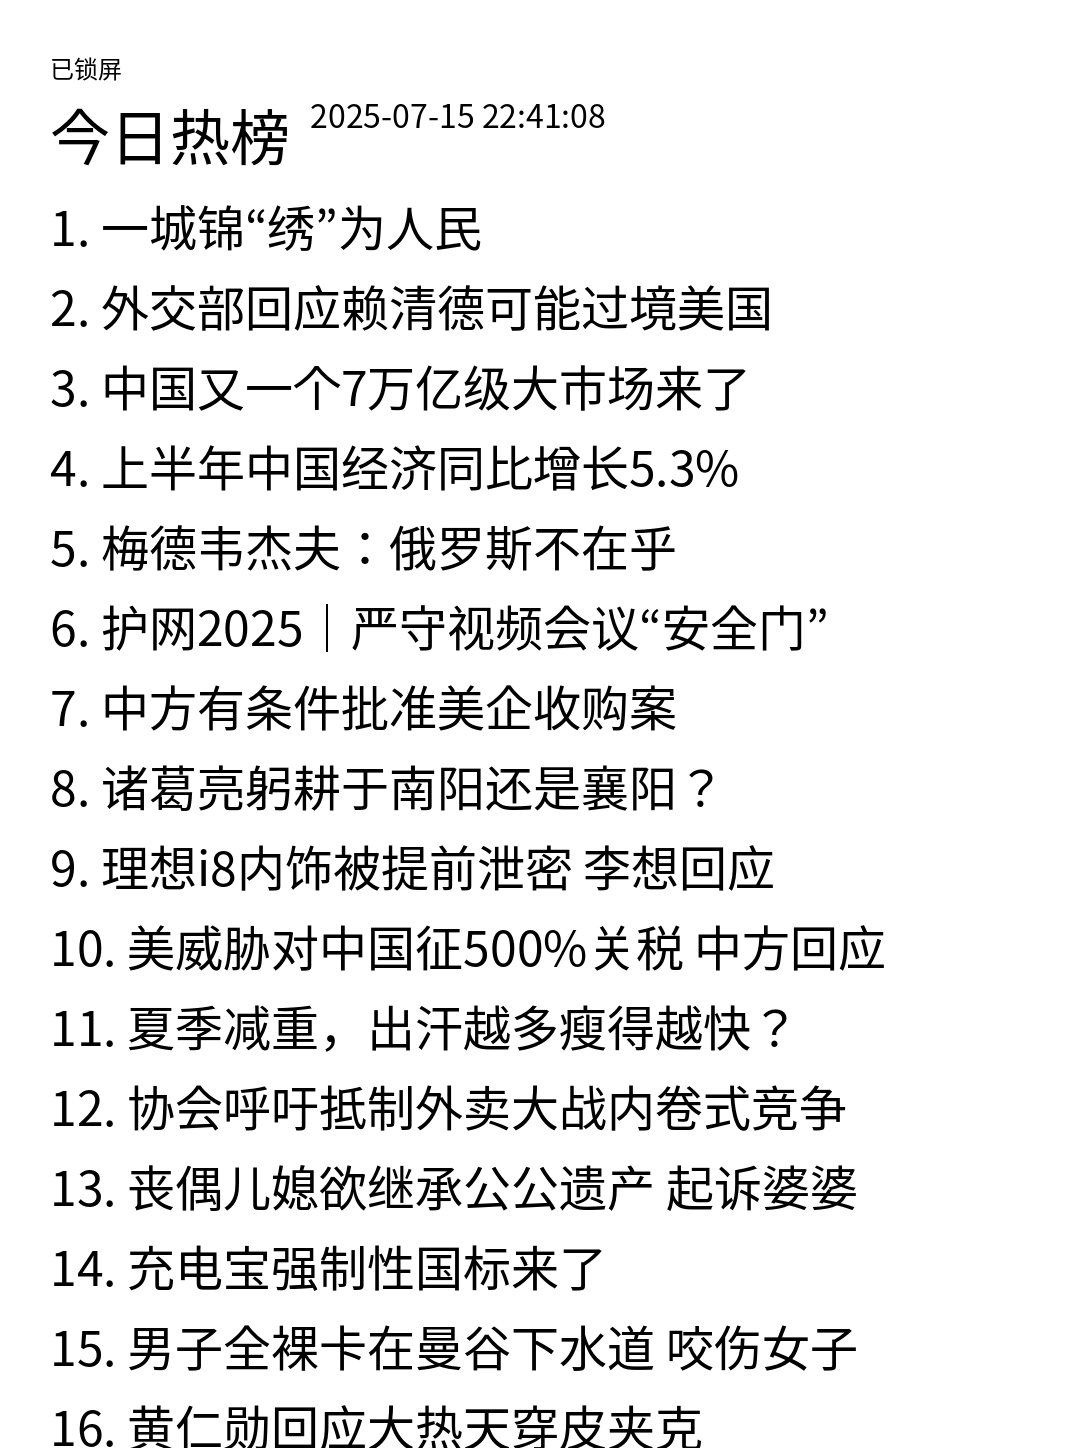 已锁屏
今日热榜 2025-07-15 22:41:08
1. 一城锦“绣”为人民
2. 外交部回应赖清德可能过境美国
3. 中国又一个7万亿级大市场来了
4. 上半年中国经济同比增长5.3%
5. 梅德韦杰夫：俄罗斯不在乎
6. 护网2025｜严守视频会议“安全门”
7. 中方有条件批准美企收购案
8. 诸葛亮躬耕于南阳还是襄阳？
9. 理想i8内饰被提前泄密 李想回应
10. 美威胁对中国征500%关税 中方回应
11. 夏季减重，出汗越多瘦得越快？
12. 协会呼吁抵制外卖大战内卷式竞争
13. 丧偶儿媳欲继承公公遗产 起诉婆婆
14. 充电宝强制性国标来了
15. 男子全裸卡在曼谷下水道 咬伤女子
16. 黄仁勋回应大热天穿皮夹克